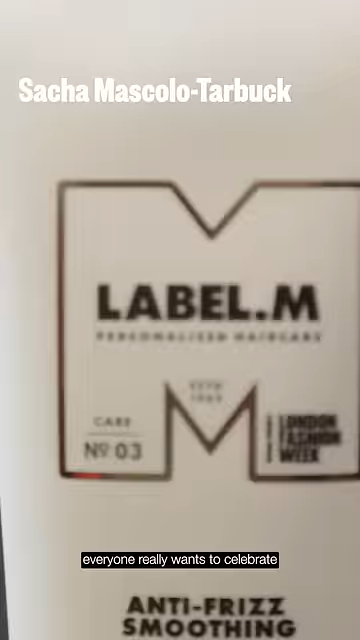 Sacha Mascolo-Tarbuck
LABEL.M
PERSONALISED HAIRCARE
CARE
Nº 03
LONDON
FASHION
WEEK
everyone really wants to celebrate
ANTI-FRIZZ
SMOOTHING